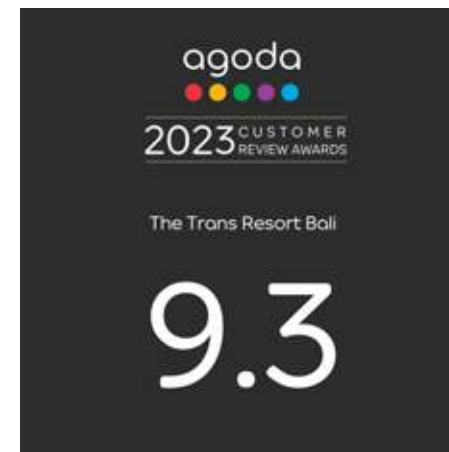 agoda
2023 CUSTOMER REVIEW AWARDS
The Trans Resort Bali
9.3